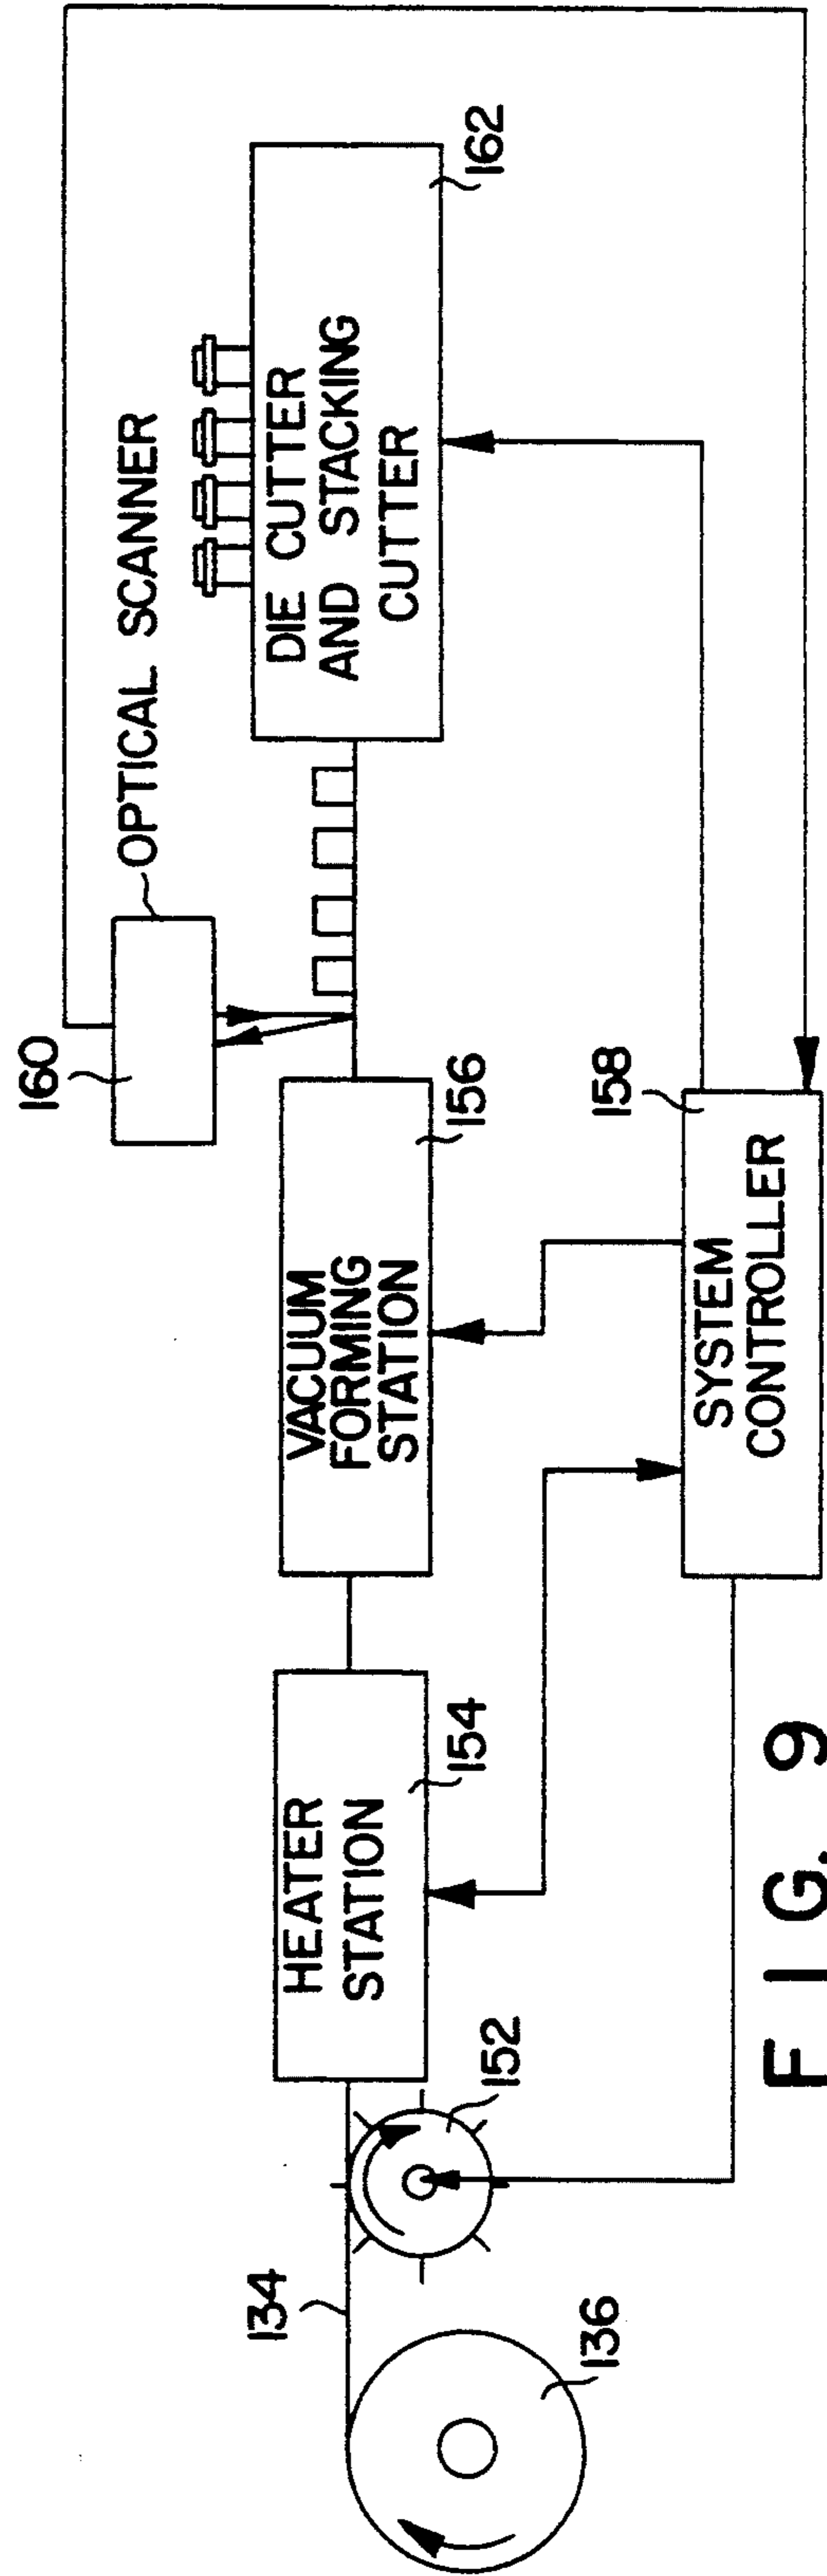 160
OPTICAL SCANNER
162
DIE CUTTER
AND STACKING
CUTTER
156
VACUUM
FORMING
STATION
154
HEATER
STATION
152
134
136
158
SYSTEM
CONTROLLER
FIG. 9